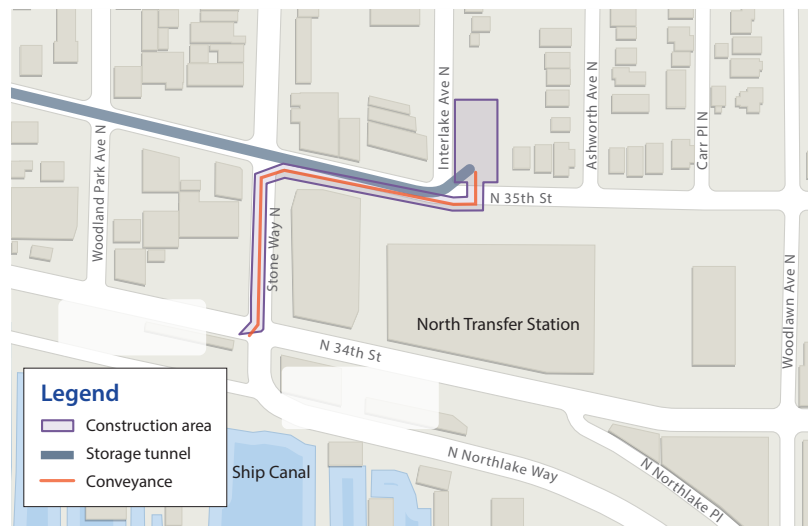 Woodland Park Ave N
Interlake Ave N
Ashworth Ave N
Carr Pl N
N 35th St
Stone Way N
Woodlawn Ave N
North Transfer Station
N 34th St
Legend
Construction area
Storage tunnel
Conveyance
Ship Canal
N Northlake Way
N Northlake Pl